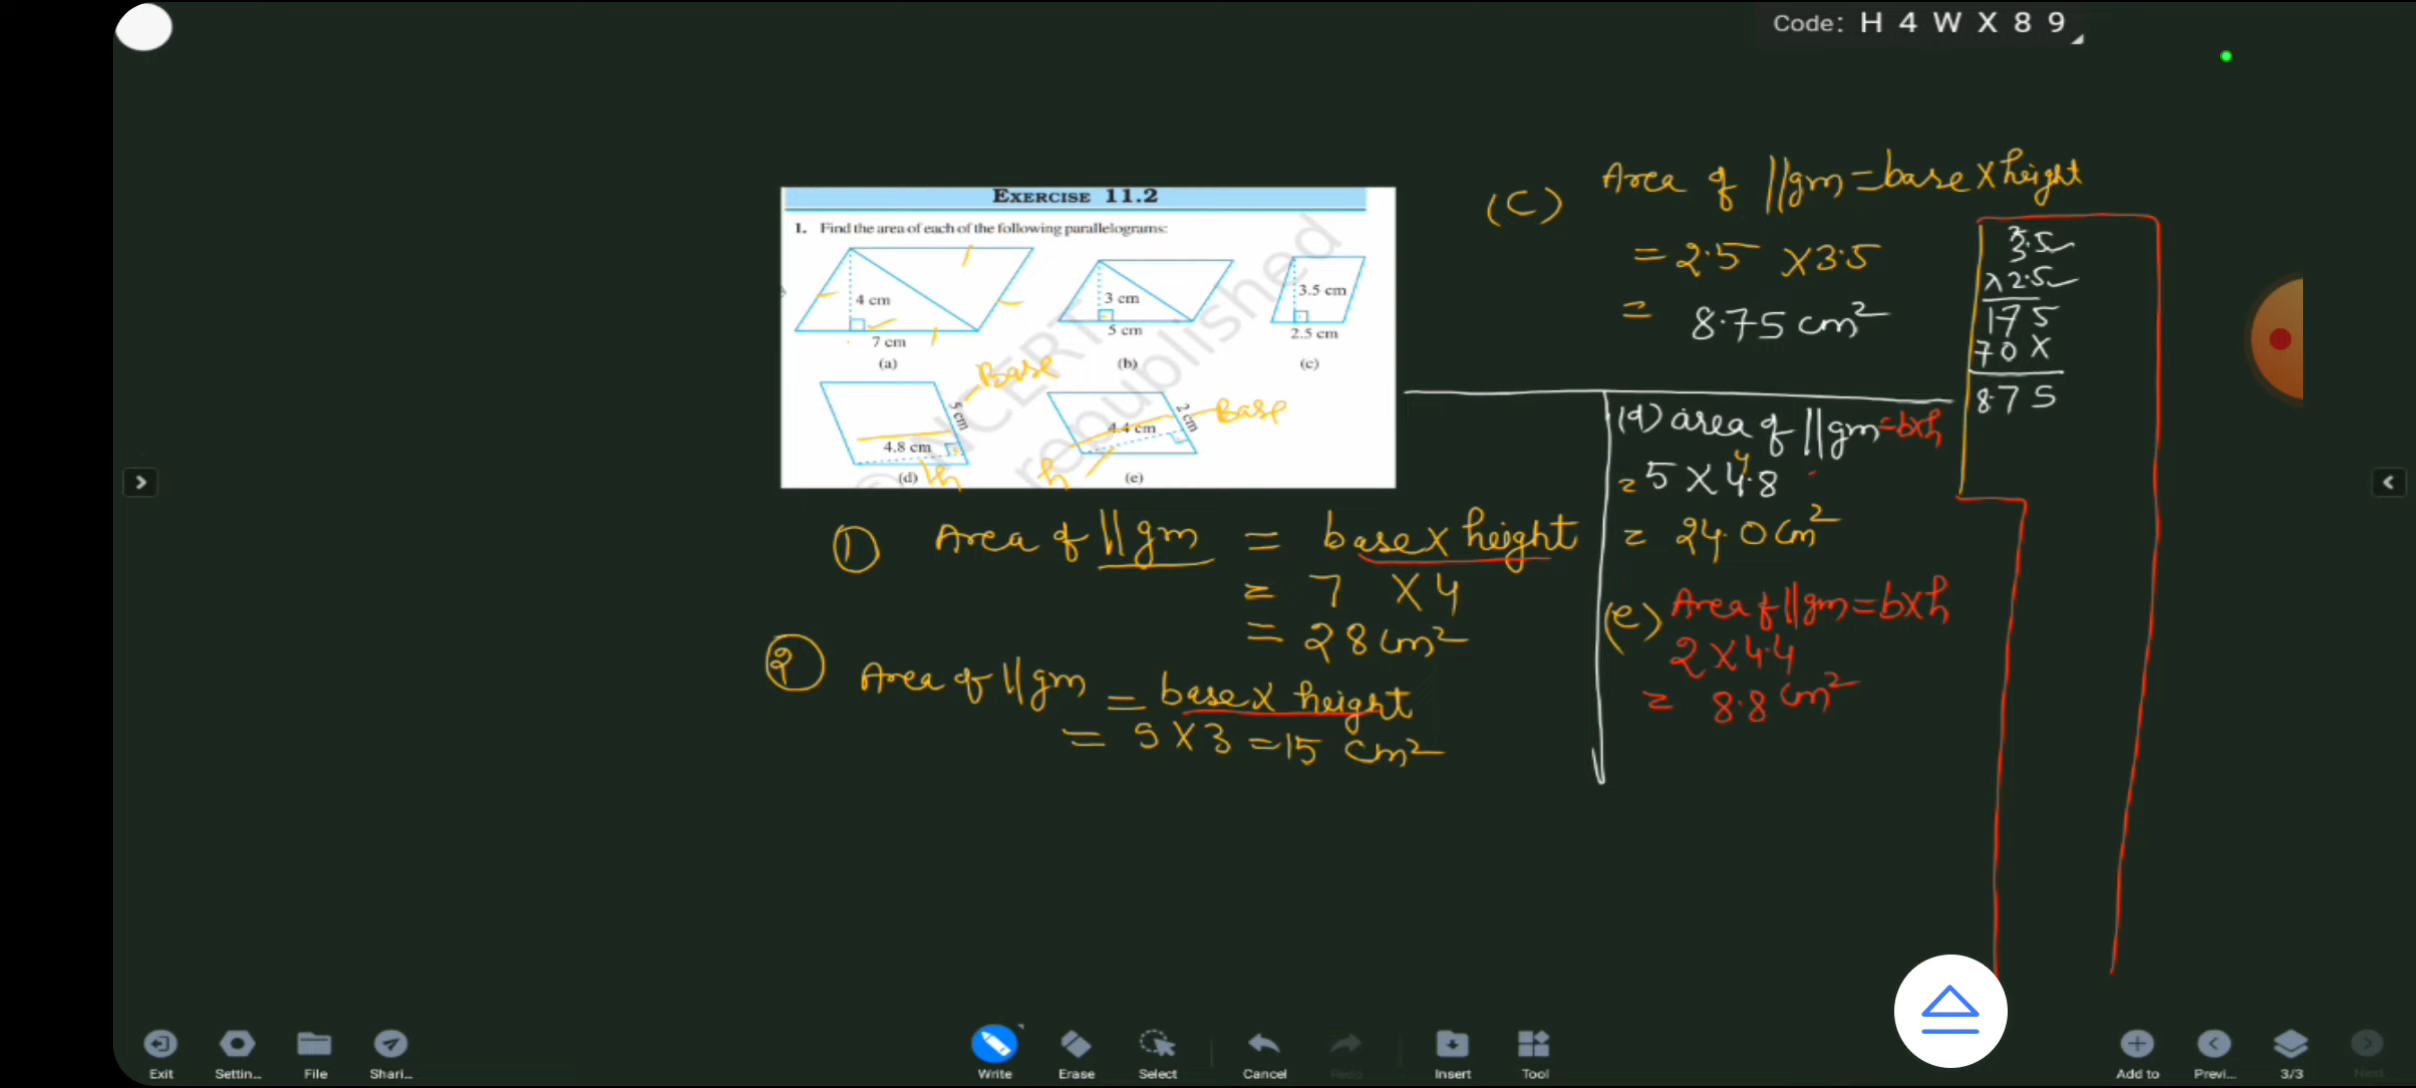 Code: H 4 W X 8 9
EXERCISE 11.2
1. Find the area of each of the following parallelograms:
4 cm
7 cm
(a)
3 cm
5 cm
(b)
3.5 cm
2.5 cm
(c)
Base
5 cm
4.8 cm
h
(d)
Base
2 cm
4.4 cm
h
(e)
© NCERT
republished
① Area of ||gm = base x height
= 7 x 4
= 28 cm²
② Area of ||gm = base x height
= 5 x 3 = 15 cm²
(C) Area of ||gm = base x height
= 2.5 x 3.5
= 8.75 cm²
3.5
x2.5
175
70x
8.75
(d) area of ||gm = bxh
= 5 x 4.8
= 24.0 cm²
(e) Area of ||gm = bxh
2 x 4.4
= 8.8 cm²
Exit
Settin...
File
Shari...
Write
Erase
Select
Cancel
Redo
Insert
Tool
Add to
Previ...
3/3
Next